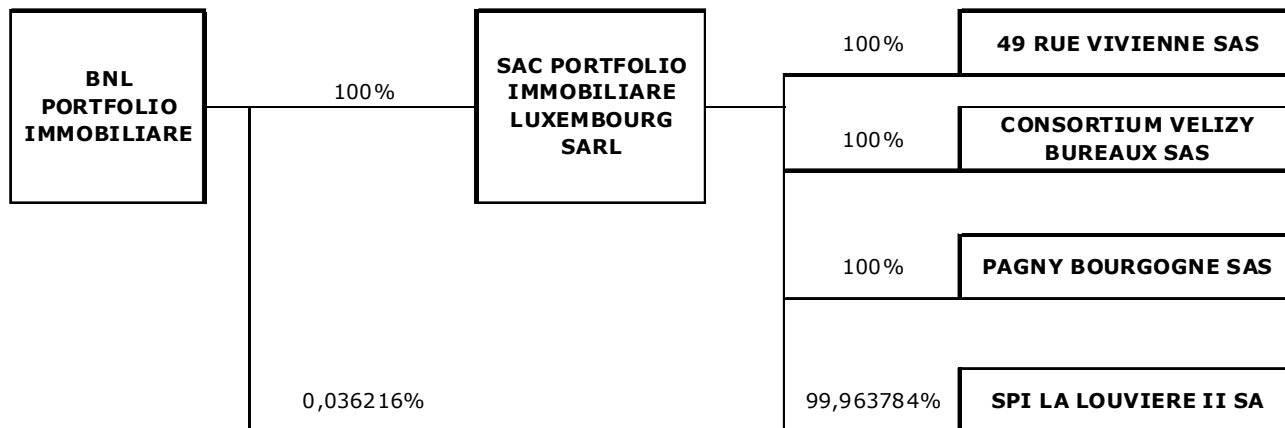 BNL
PORTFOLIO
IMMOBILIARE
100%
SAC PORTFOLIO
IMMOBILIARE
LUXEMBOURG
SARL
100%
49 RUE VIVIENNE SAS
100%
CONSORTIUM VELIZY
BUREAUX SAS
100%
PAGNY BOURGOGNE SAS
0,036216%
99,963784%
SPI LA LOUVIERE II SA